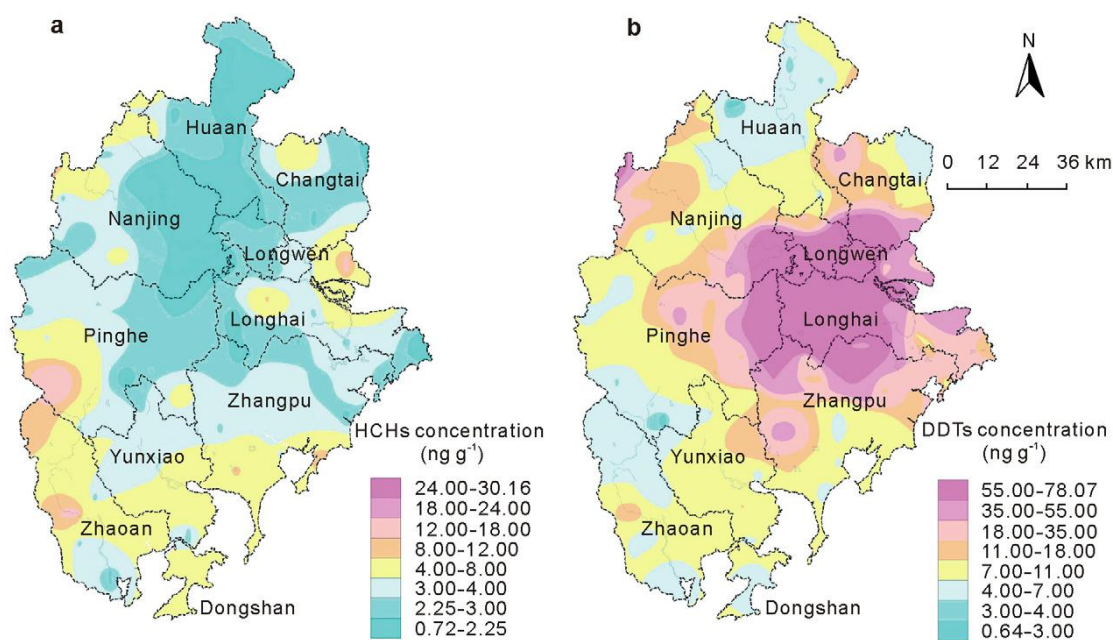 a
Huaan
Changtai
Nanjing
Longwen
Pinghe
Longhai
Zhangpu
Yunxiao
Zhaoan
Dongshan
HCHs concentration
(ng g⁻¹)
24.00–30.16
18.00–24.00
12.00–18.00
8.00–12.00
4.00–8.00
3.00–4.00
2.25–3.00
0.72–2.25
b
N
0 12 24 36 km
Huaan
Changtai
Nanjing
Longwen
Pinghe
Longhai
Zhangpu
Yunxiao
Zhaoan
Dongshan
DDTs concentration
(ng g⁻¹)
55.00–78.07
35.00–55.00
18.00–35.00
11.00–18.00
7.00–11.00
4.00–7.00
3.00–4.00
0.64–3.00